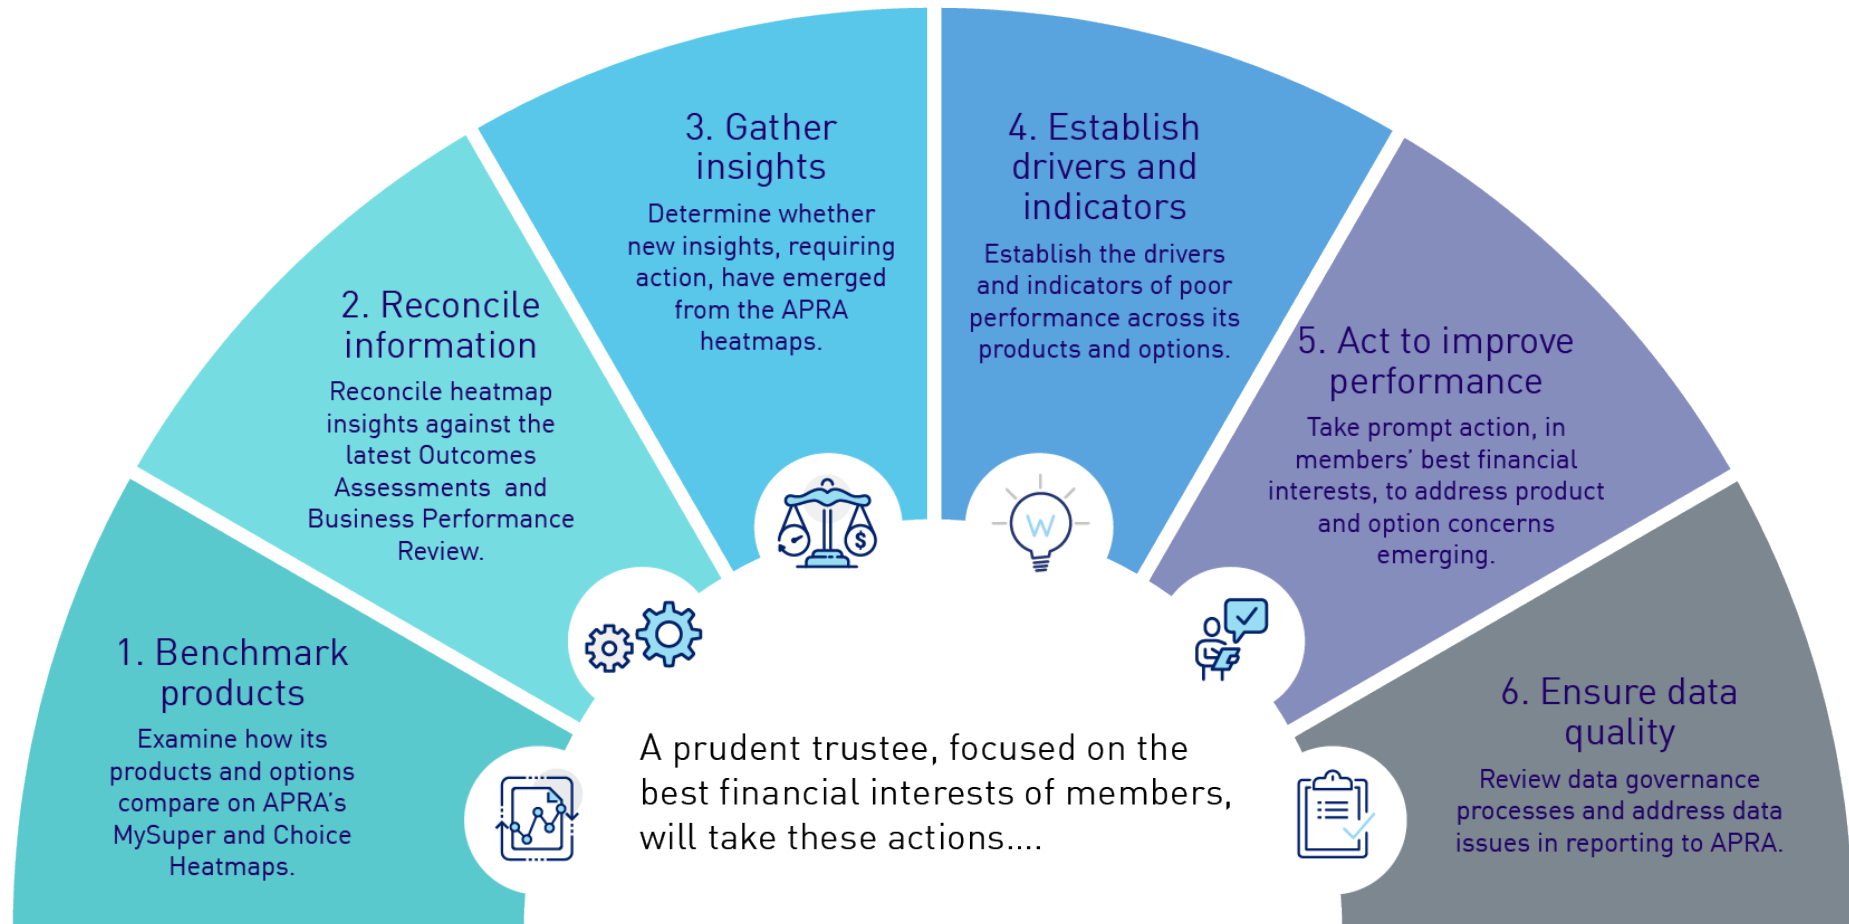 1. Benchmark
products
Examine how its
products and options
compare on APRA's
MySuper and Choice
Heatmaps.
2. Reconcile
information
Reconcile heatmap
insights against the
latest Outcomes
Assessments and
Business Performance
Review.
3. Gather
insights
Determine whether
new insights, requiring
action, have emerged
from the APRA
heatmaps.
4. Establish
drivers and
indicators
Establish the drivers
and indicators of poor
performance across its
products and options.
5. Act to improve
performance
Take prompt action, in
members' best financial
interests, to address product
and option concerns
emerging.
6. Ensure data
quality
Review data governance
processes and address data
issues in reporting to APRA.
$
W
A prudent trustee, focused on the
best financial interests of members,
will take these actions....